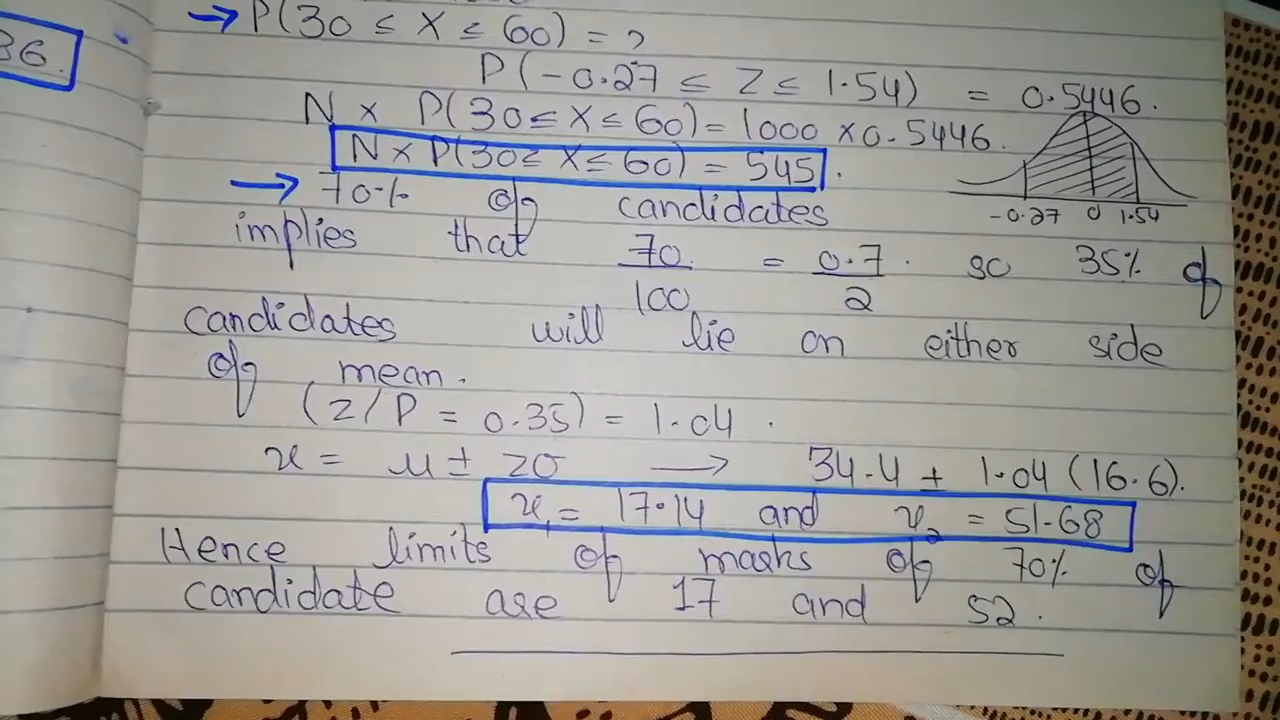 → P(30 ≤ X ≤ 60) = ?
36.
P(-0.27 ≤ Z ≤ 1.54) = 0.5446.
N x P(30 ≤ X ≤ 60) = 1000 x 0.5446.
N x P(30 ≤ X ≤ 60) = 545.
-0.27 0 1.54
→ 70% of candidates
implies that 70/100 = 0.7/2. so 35% of
candidates will lie on either side
of mean.
(Z/P = 0.35) = 1.04.
x = μ ± zσ → 34.4 ± 1.04 (16.6).
x₁ = 17.14 and x₂ = 51.68
Hence limits of marks of 70% of
candidate are 17 and 52.